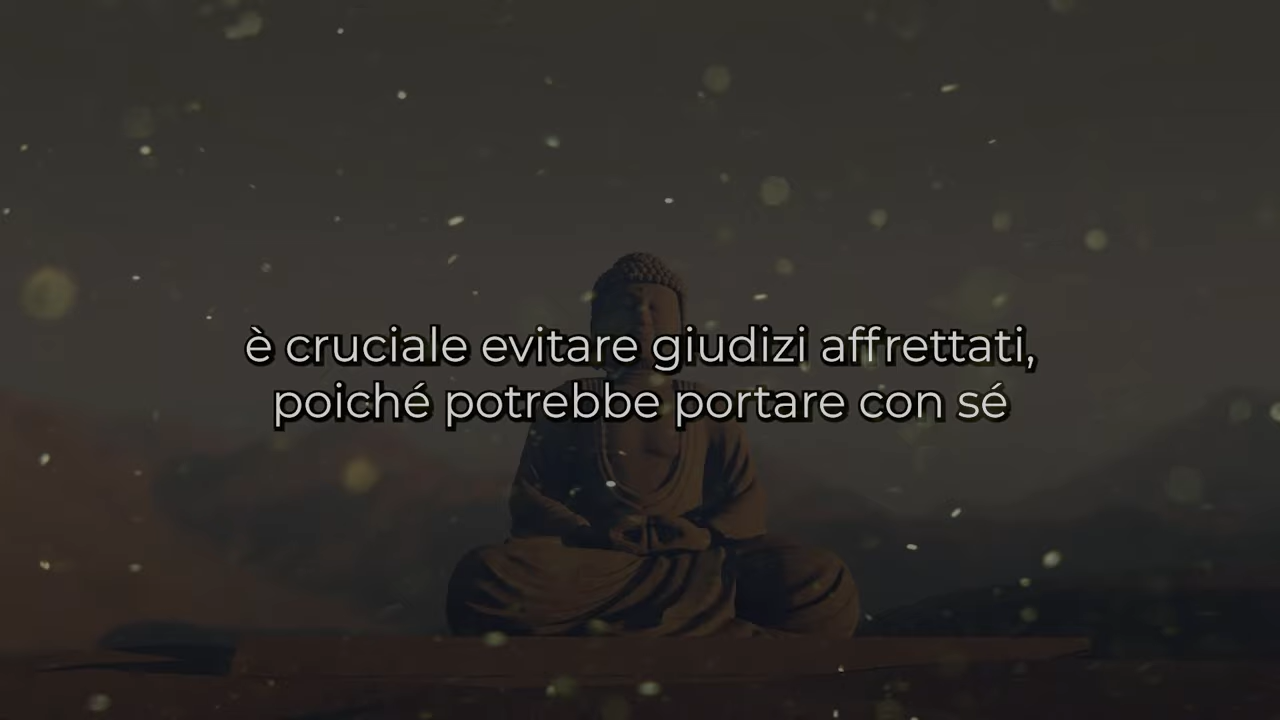 è cruciale evitare giudizi affrettati,
poiché potrebbe portare con sé